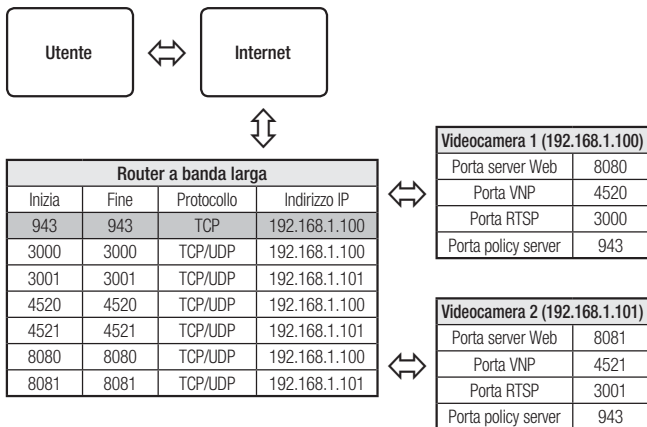 Utente
Internet
Router a banda larga
Inizia Fine Protocollo Indirizzo IP
943 943 TCP 192.168.1.100
3000 3000 TCP/UDP 192.168.1.100
3001 3001 TCP/UDP 192.168.1.101
4520 4520 TCP/UDP 192.168.1.100
4521 4521 TCP/UDP 192.168.1.101
8080 8080 TCP/UDP 192.168.1.100
8081 8081 TCP/UDP 192.168.1.101
Videocamera 1 (192.168.1.100)
Porta server Web 8080
Porta VNP 4520
Porta RTSP 3000
Porta policy server 943
Videocamera 2 (192.168.1.101)
Porta server Web 8081
Porta VNP 4521
Porta RTSP 3001
Porta policy server 943